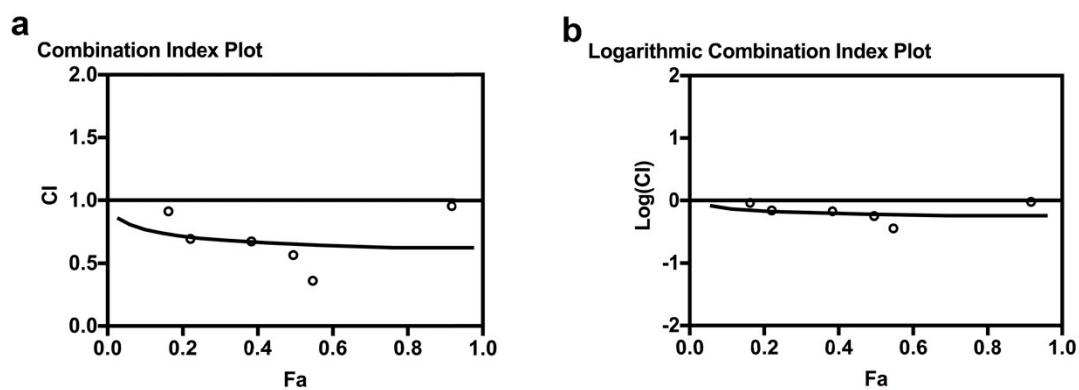 a
Combination Index Plot
2.0
1.5
1.0
0.5
0.0
CI
0.0 0.2 0.4 0.6 0.8 1.0
Fa
b
Logarithmic Combination Index Plot
2
1
0
-1
-2
Log(CI)
0.0 0.2 0.4 0.6 0.8 1.0
Fa